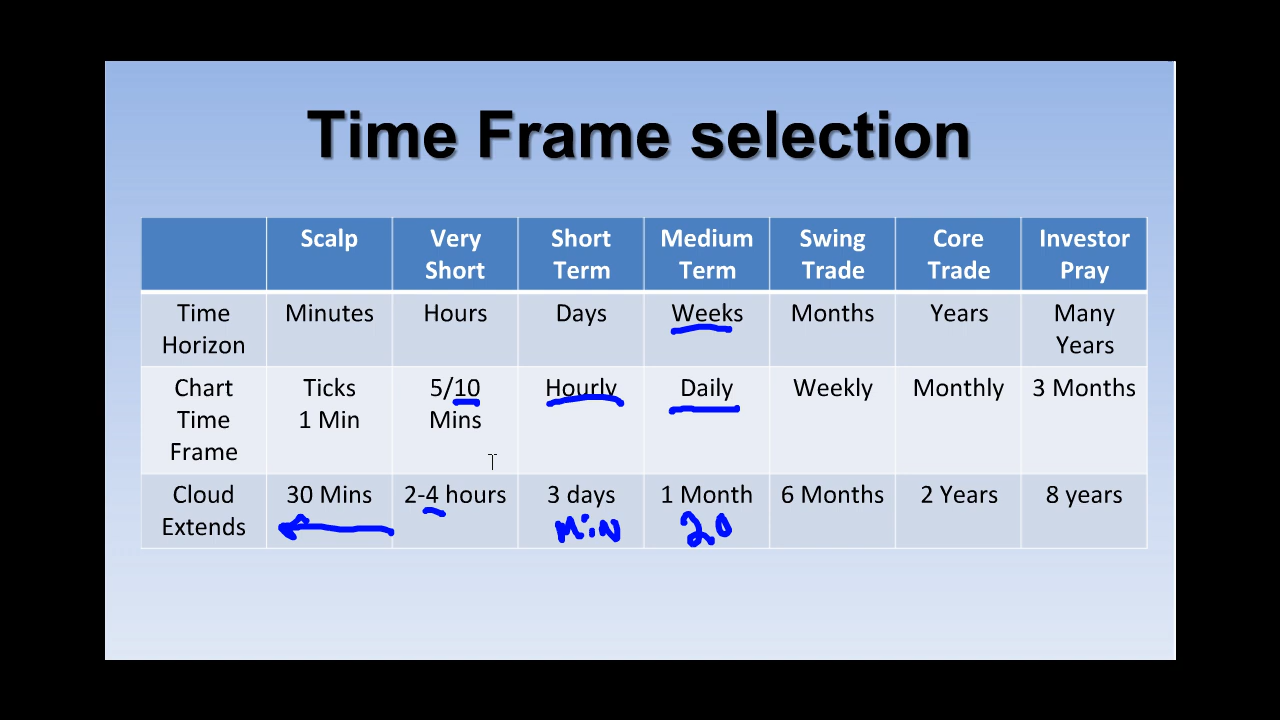 Time Frame selection
Scalp Very Short Short Term Medium Term Swing Trade Core Trade Investor Pray
Time Horizon Minutes Hours Days Weeks Months Years Many Years
Chart Time Frame Ticks 1 Min 5/10 Mins Hourly Daily Weekly Monthly 3 Months
Cloud Extends 30 Mins 2-4 hours 3 days 1 Month 6 Months 2 Years 8 years
MiN 20